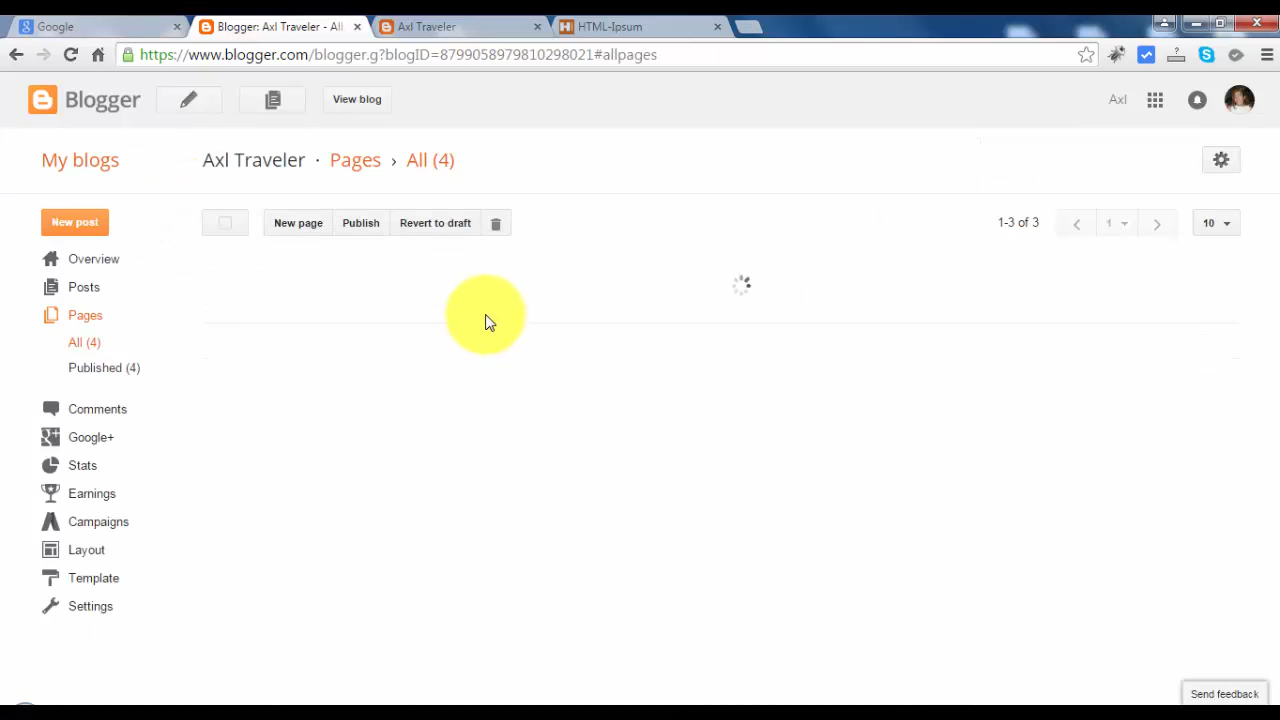 Google
Blogger: Axl Traveler - All
Axl Traveler
HTML-Ipsum
https://www.blogger.com/blogger.g?blogID=8799058979810298021#allpages
Blogger
View blog
Axl
My blogs
Axl Traveler · Pages › All (4)
New post
New page
Publish
Revert to draft
1-3 of 3
1
10
Overview
Posts
Pages
All (4)
Published (4)
Comments
Google+
Stats
Earnings
Campaigns
Layout
Template
Settings
Send feedback